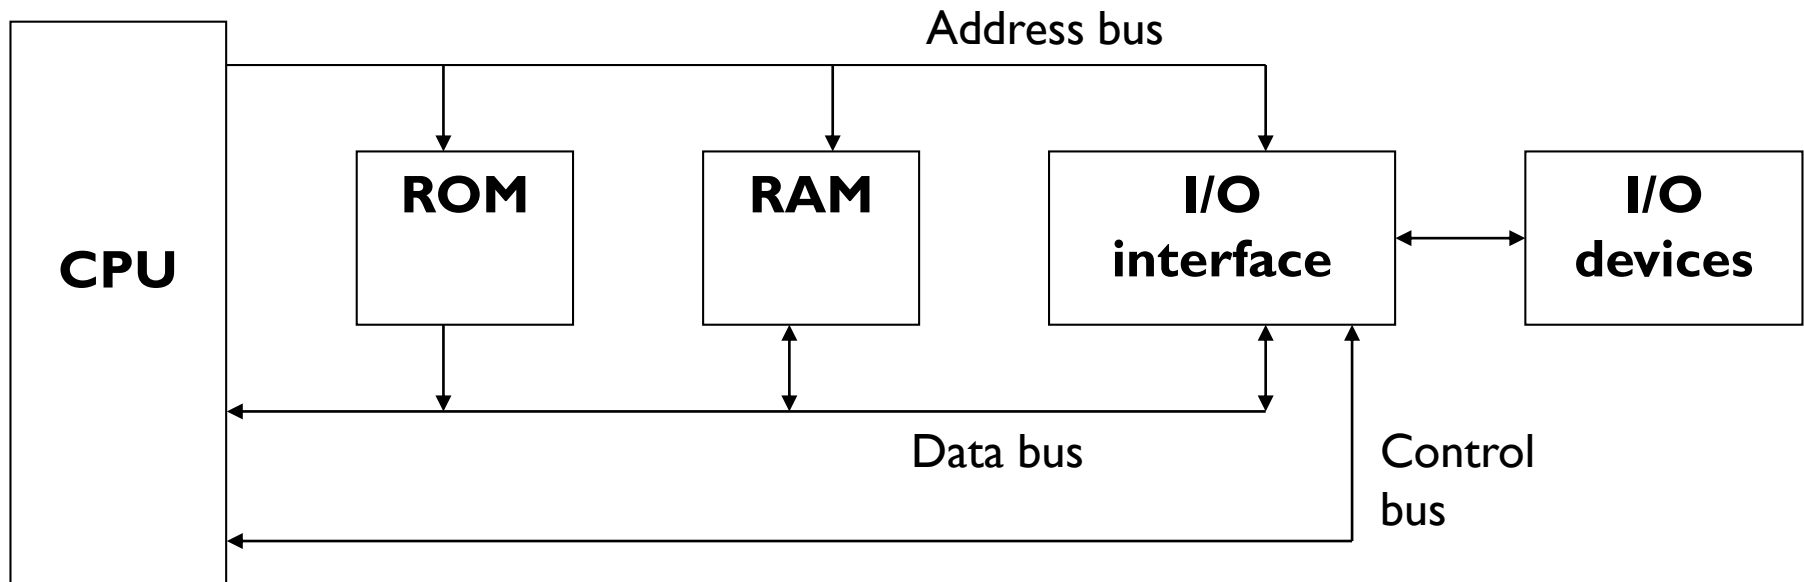 Address bus
CPU
ROM
RAM
I/O
interface
I/O
devices
Data bus
Control
bus